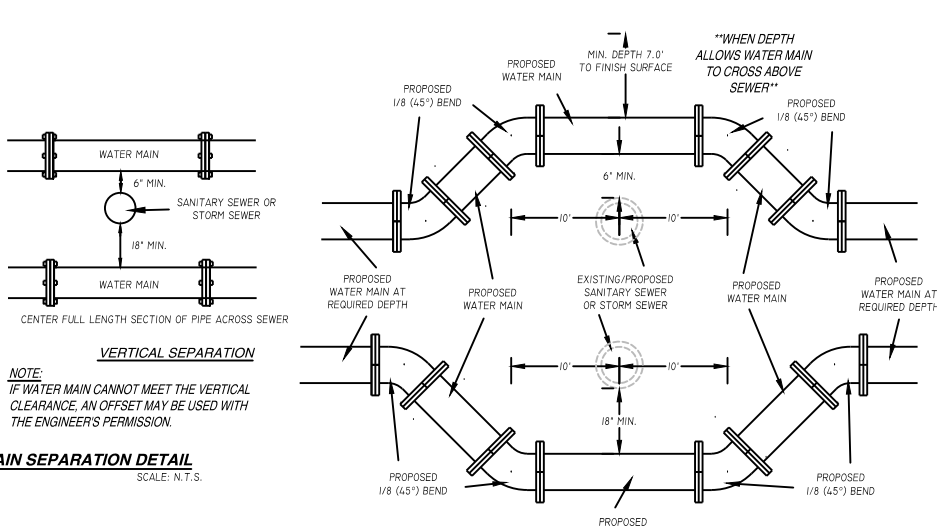 WATER MAIN
6" MIN.
SANITARY SEWER OR
STORM SEWER
18" MIN.
WATER MAIN
CENTER FULL LENGTH SECTION OF PIPE ACROSS SEWER
VERTICAL SEPARATION
NOTE:
IF WATER MAIN CANNOT MEET THE VERTICAL
CLEARANCE, AN OFFSET MAY BE USED WITH
THE ENGINEER'S PERMISSION.
AIN SEPARATION DETAIL
SCALE: N.T.S.
MIN. DEPTH 7.0'
TO FINISH SURFACE
**WHEN DEPTH
ALLOWS WATER MAIN
TO CROSS ABOVE
SEWER**
PROPOSED
WATER MAIN
PROPOSED
1/8 (45°) BEND
PROPOSED
1/8 (45°) BEND
6" MIN.
10'
10'
PROPOSED
WATER MAIN AT
REQUIRED DEPTH
PROPOSED
WATER MAIN
EXISTING/PROPOSED
SANITARY SEWER
OR STORM SEWER
PROPOSED
WATER MAIN
PROPOSED
WATER MAIN AT
REQUIRED DEPTH
10'
10'
18" MIN.
PROPOSED
1/8 (45°) BEND
PROPOSED
1/8 (45°) BEND
PROPOSED